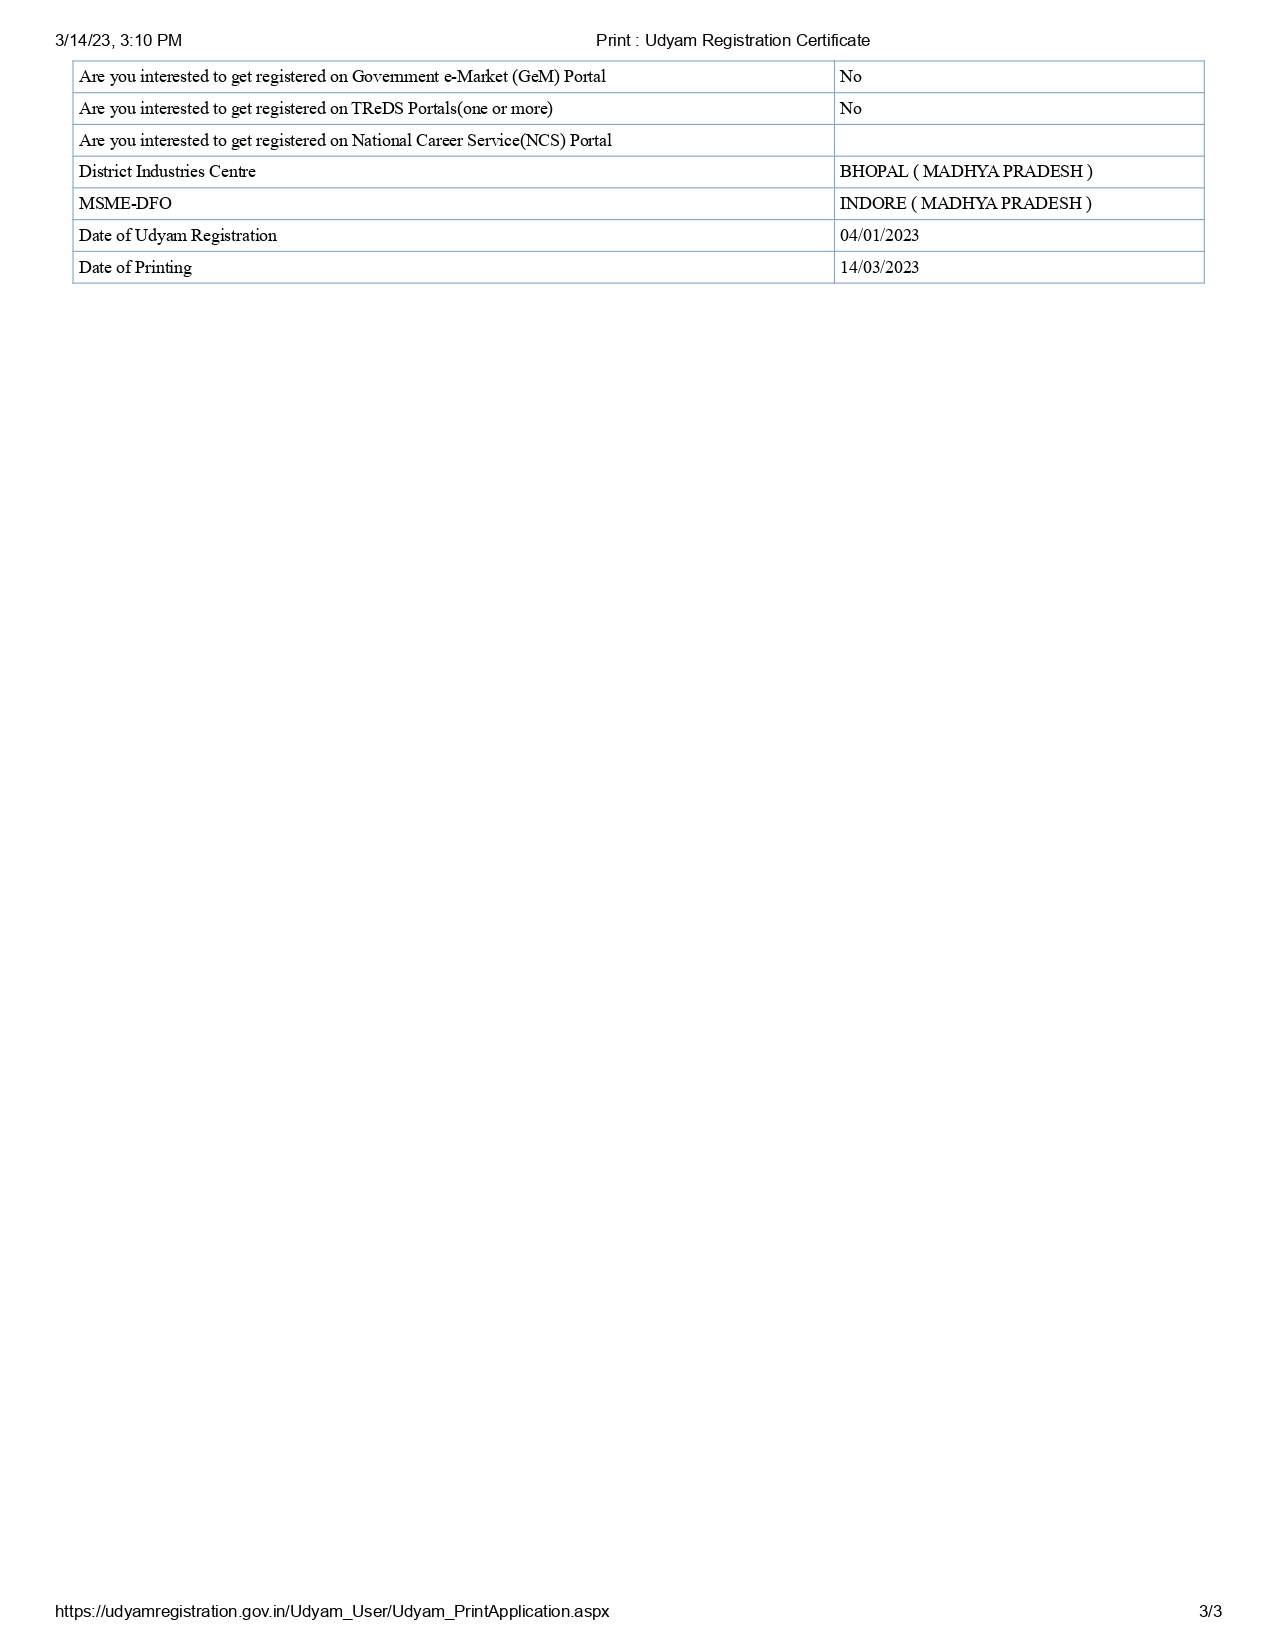 3/14/23, 3:10 PM Print : Udyam Registration Certificate
Are you interested to get registered on Government e-Market (GeM) Portal No
Are you interested to get registered on TReDS Portals(one or more) No
Are you interested to get registered on National Career Service(NCS) Portal
District Industries Centre BHOPAL ( MADHYA PRADESH )
MSME-DFO INDORE ( MADHYA PRADESH )
Date of Udyam Registration 04/01/2023
Date of Printing 14/03/2023
https://udyamregistration.gov.in/Udyam_User/Udyam_PrintApplication.aspx 3/3